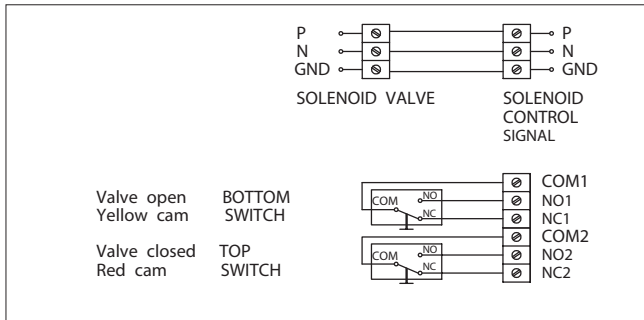 P P
N N
GND GND
SOLENOID VALVE SOLENOID
CONTROL
SIGNAL
COM1
Valve open BOTTOM COM NO NO1
Yellow cam SWITCH NC NC1
COM2
Valve closed TOP COM NO NO2
Red cam SWITCH NC NC2